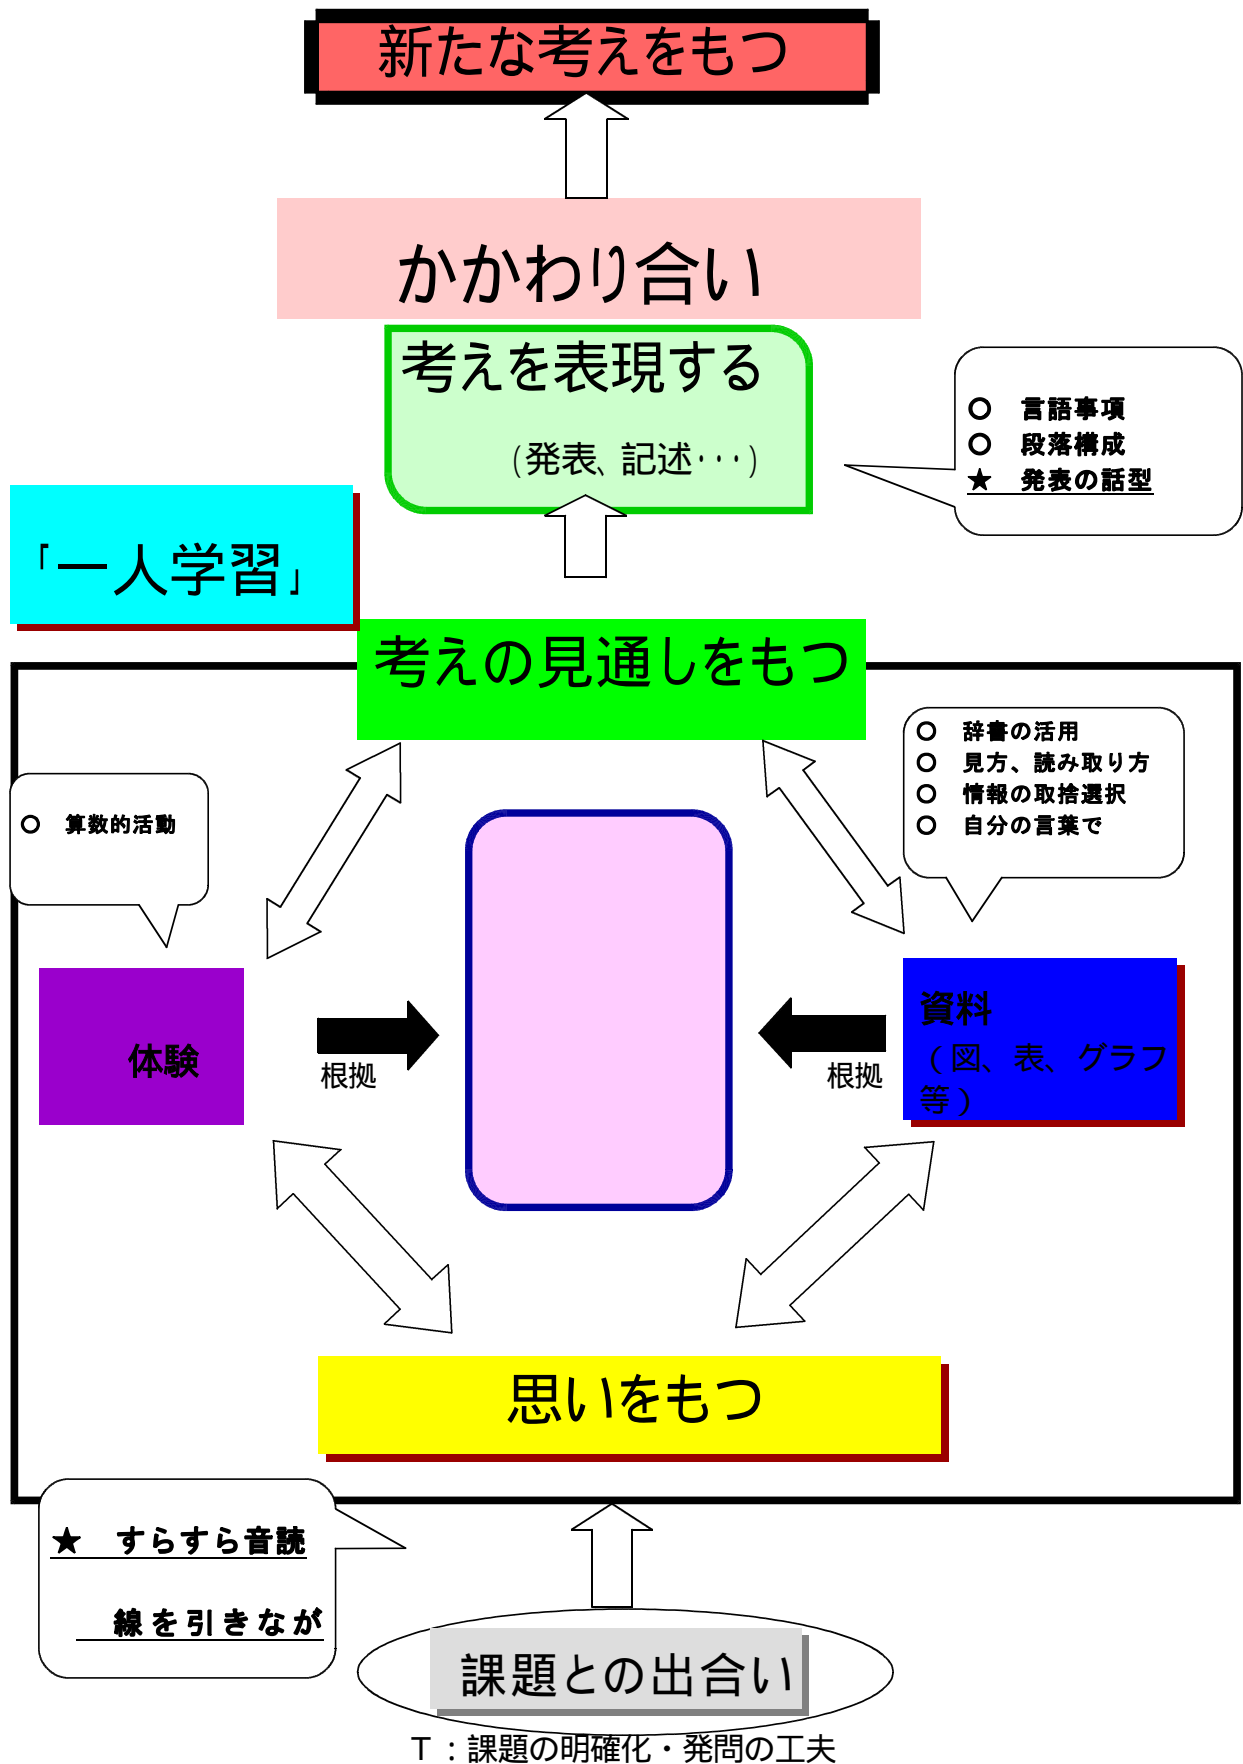 新たな考えをもつ
かかわり合い
考えを表現する
(発表、記述･･･)
○　言語事項
○　段落構成
★　発表の話型
「一人学習」
考えの見通しをもつ
○　辞書の活用
○　見方、読み取り方
○　情報の取捨選択
○　自分の言葉で
○　算数的活動
体験
根拠
根拠
資料
（図、表、グラフ
等）
思いをもつ
★　すらすら音読
線を引きなが
課題との出合い
Ｔ：課題の明確化・発問の工夫